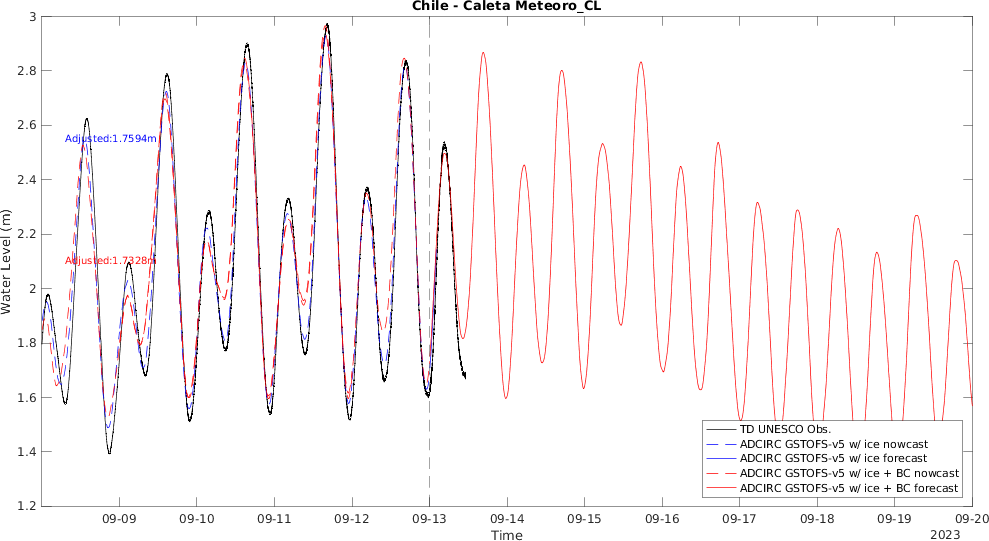 Chile - Caleta Meteoro_CL
Water Level (m)
3
2.8
2.6
2.4
2.2
2
1.8
1.6
1.4
1.2
Adjusted:1.7594m
Adjusted:1.7328m
TD UNESCO Obs.
ADCIRC GSTOFS-v5 w/ ice nowcast
ADCIRC GSTOFS-v5 w/ ice forecast
ADCIRC GSTOFS-v5 w/ ice + BC nowcast
ADCIRC GSTOFS-v5 w/ ice + BC forecast
09-09 09-10 09-11 09-12 09-13 09-14 09-15 09-16 09-17 09-18 09-19 09-20
Time
2023